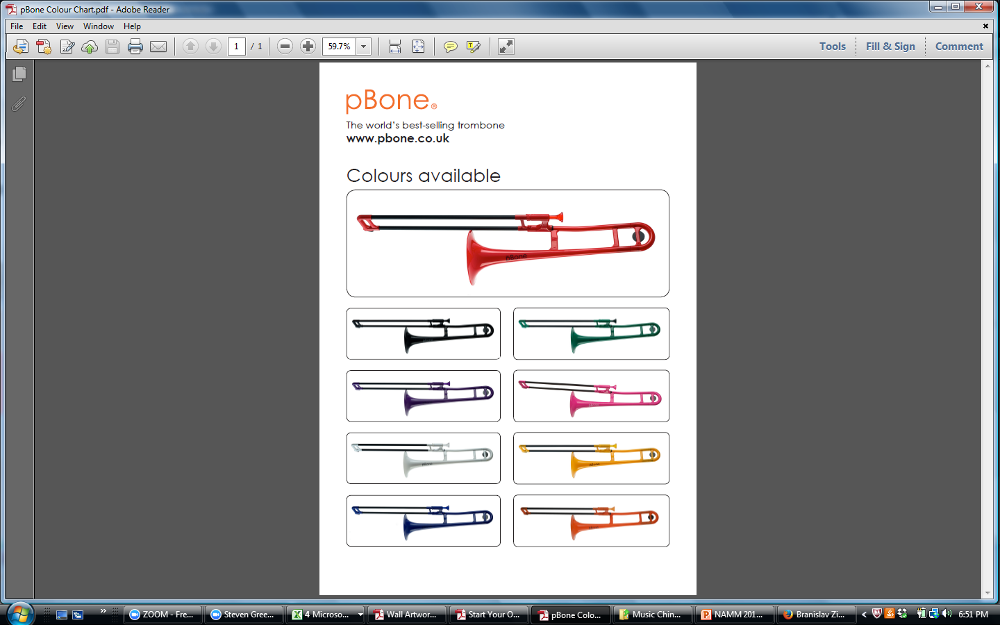 pBone Colour Chart.pdf - Adobe Reader
File Edit View Window Help
1 / 1 59.7% Tools Fill & Sign Comment
pBone®
The world's best-selling trombone
www.pbone.co.uk
Colours available
pBone
ZOOM - Fre... Steven Gree... 4 Microso... Wall Artwor... Start Your O... pBone Colo... Music Chin... NAMM 201... Branislav Zi... 6:51 PM